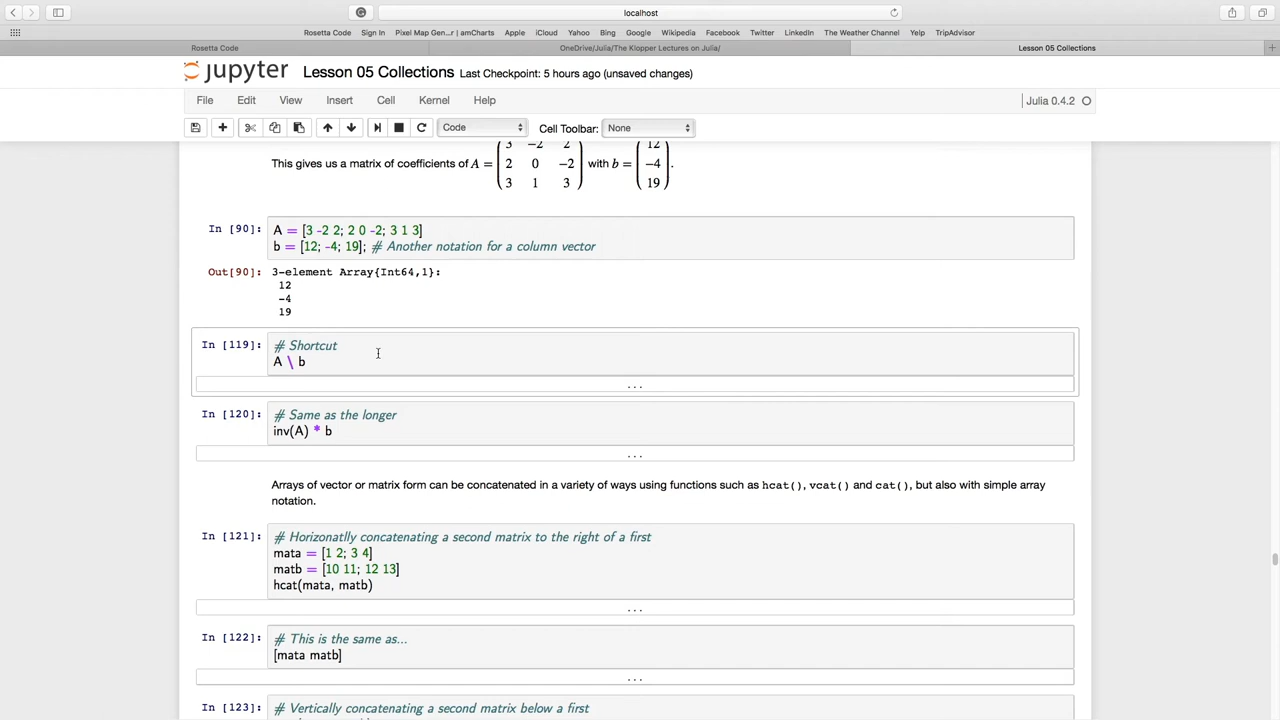 localhost
Rosetta Code Sign In Pixel Map Gen...r | amCharts Apple iCloud Yahoo Bing Google Wikipedia Facebook Twitter LinkedIn The Weather Channel Yelp TripAdvisor
Rosetta Code OneDrive/Julia/The Klopper Lectures on Julia/ Lesson 05 Collections
jupyter Lesson 05 Collections Last Checkpoint: 5 hours ago (unsaved changes)
File Edit View Insert Cell Kernel Help Julia 0.4.2
Code Cell Toolbar: None
3 −2 2 12
This gives us a matrix of coefficients of A = 2 0 −2 with b = −4 .
3 1 3 19
In [90]: A = [3 -2 2; 2 0 -2; 3 1 3]
b = [12; -4; 19]; # Another notation for a column vector
Out[90]: 3-element Array{Int64,1}:
12
-4
19
In [119]: # Shortcut
A \ b
...
In [120]: # Same as the longer
inv(A) * b
...
Arrays of vector or matrix form can be concatenated in a variety of ways using functions such as hcat(), vcat() and cat(), but also with simple array
notation.
In [121]: # Horizonatlly concatenating a second matrix to the right of a first
mata = [1 2; 3 4]
matb = [10 11; 12 13]
hcat(mata, matb)
...
In [122]: # This is the same as...
[mata matb]
...
In [123]: # Vertically concatenating a second matrix below a first